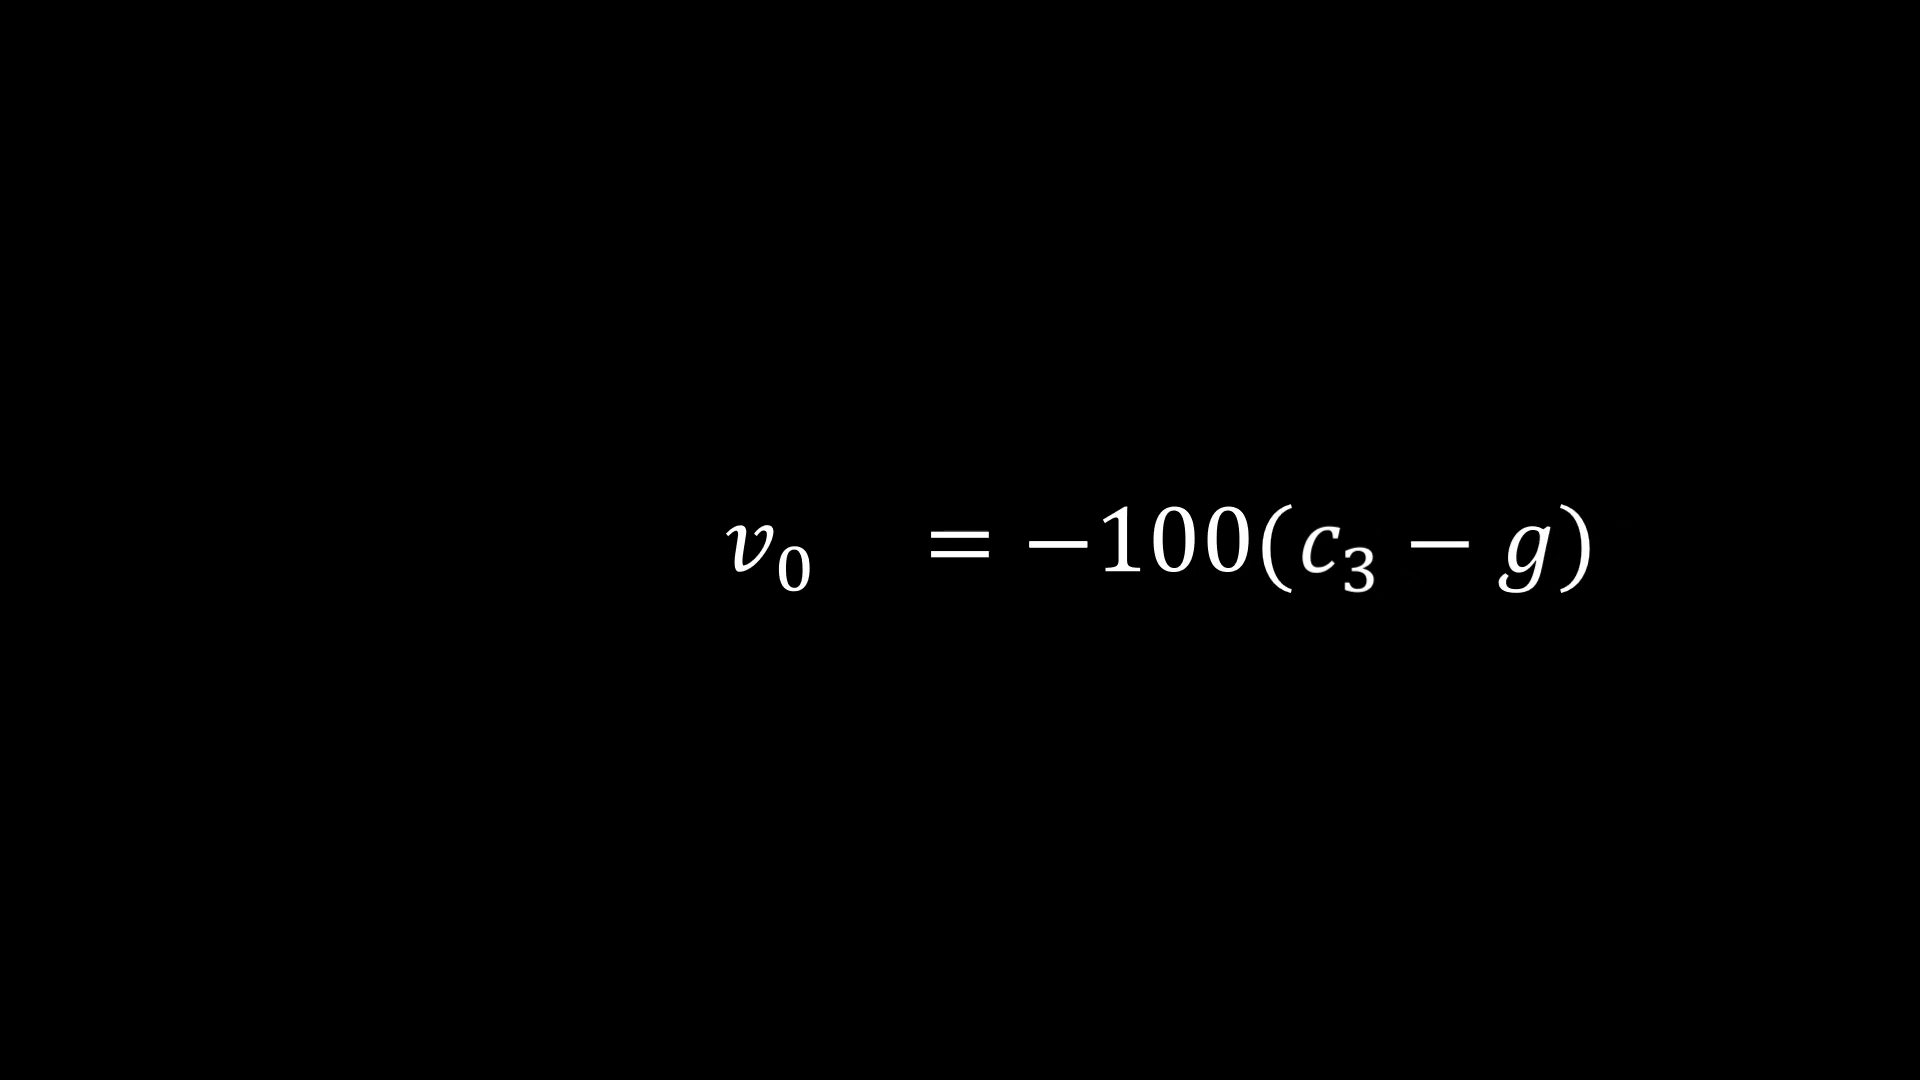 v₀ = −100(c₃ − g)